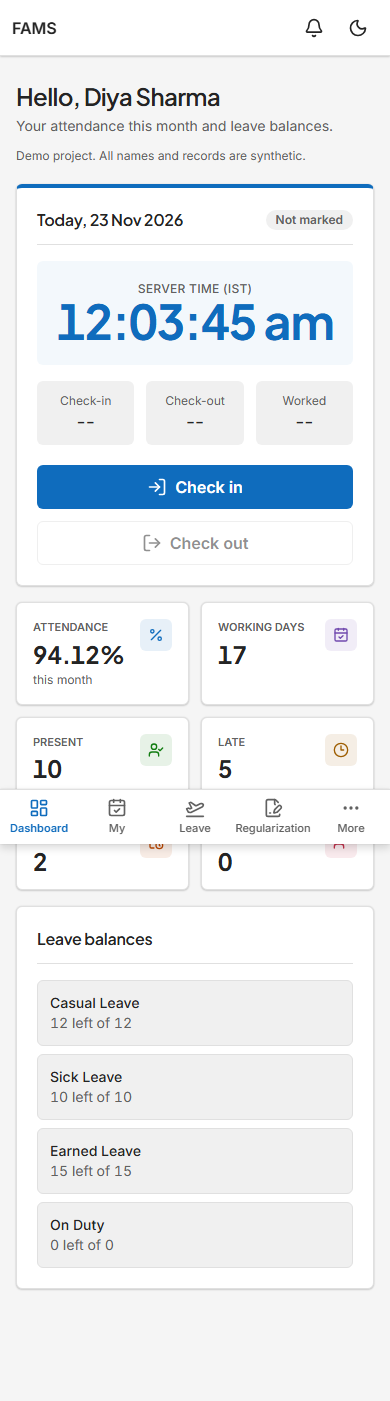 FAMS
Hello, Diya Sharma
Your attendance this month and leave balances.
Demo project. All names and records are synthetic.
Today, 23 Nov 2026
Not marked
SERVER TIME (IST)
12:03:45 am
Check-in
--
Check-out
--
Worked
--
Check in
Check out
ATTENDANCE
94.12%
this month
WORKING DAYS
17
PRESENT
10
LATE
5
Dashboard
My
Leave
Regularization
More
2
0
Leave balances
Casual Leave
12 left of 12
Sick Leave
10 left of 10
Earned Leave
15 left of 15
On Duty
0 left of 0